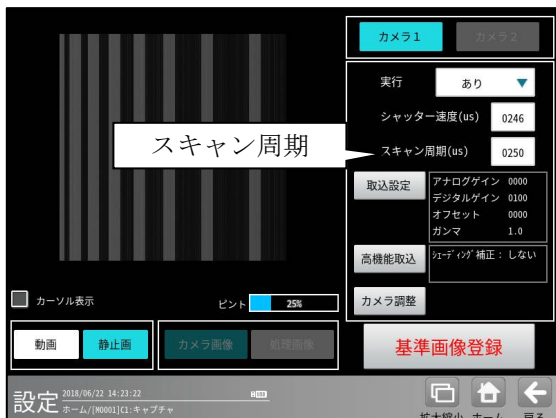 カメラ1
カメラ2
実行
あり
シャッター速度(us)
0246
スキャン周期
スキャン周期(us)
0250
取込設定
アナログゲイン 0000
デジタルゲイン 0100
オフセット 0000
ガンマ 1.0
高機能取込
シェーディング補正: しない
カーソル表示
ピント
25%
カメラ調整
動画
静止画
カメラ画像
処理画像
基準画像登録
設定
2018/06/22 14:23:22
ホーム/[M0001]C1:キャプチャ
拡大縮小
ホーム
戻る